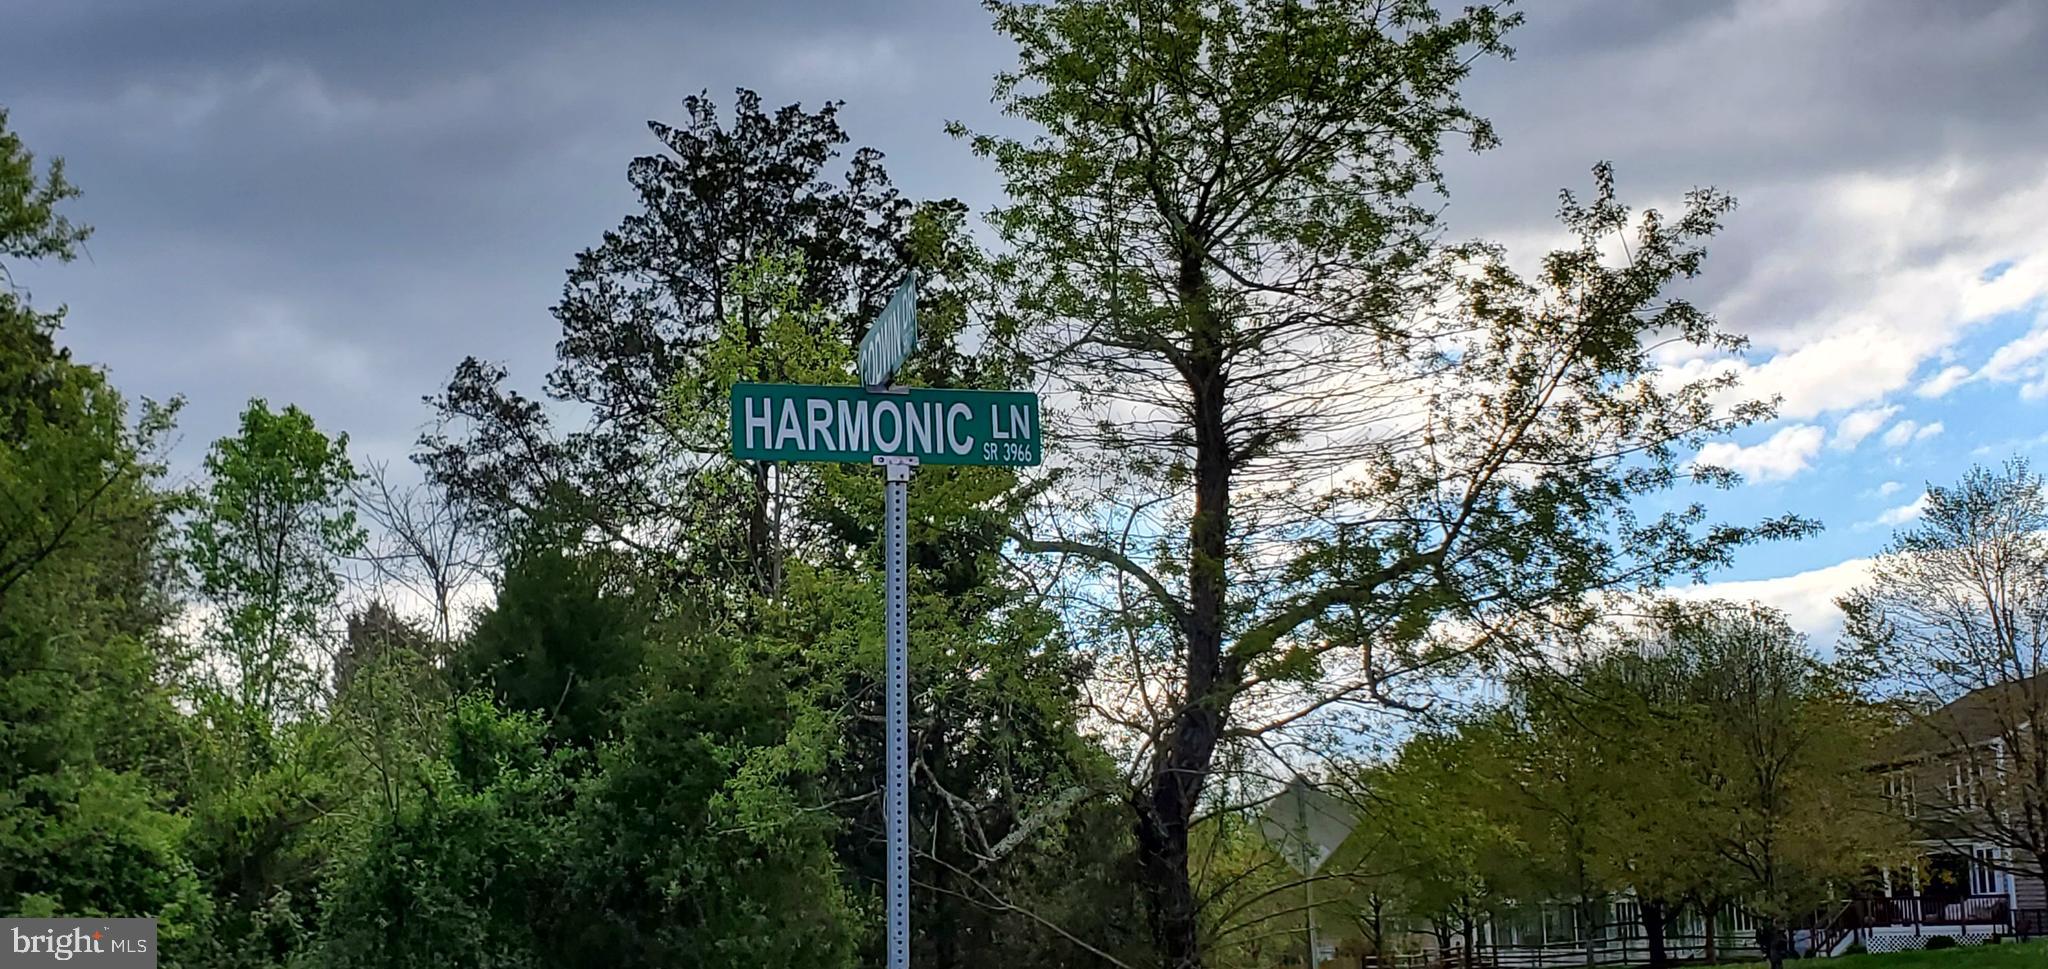 HARMONIC LN
SR 3966
bright MLS